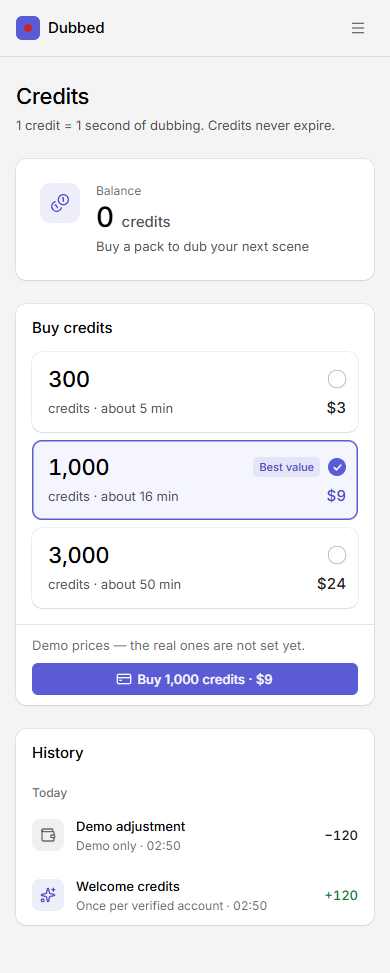 Dubbed
Credits
1 credit = 1 second of dubbing. Credits never expire.
Balance
0 credits
Buy a pack to dub your next scene
Buy credits
300
credits · about 5 min
$3
1,000
Best value
credits · about 16 min
$9
3,000
credits · about 50 min
$24
Demo prices — the real ones are not set yet.
Buy 1,000 credits · $9
History
Today
Demo adjustment
Demo only · 02:50
−120
Welcome credits
Once per verified account · 02:50
+120